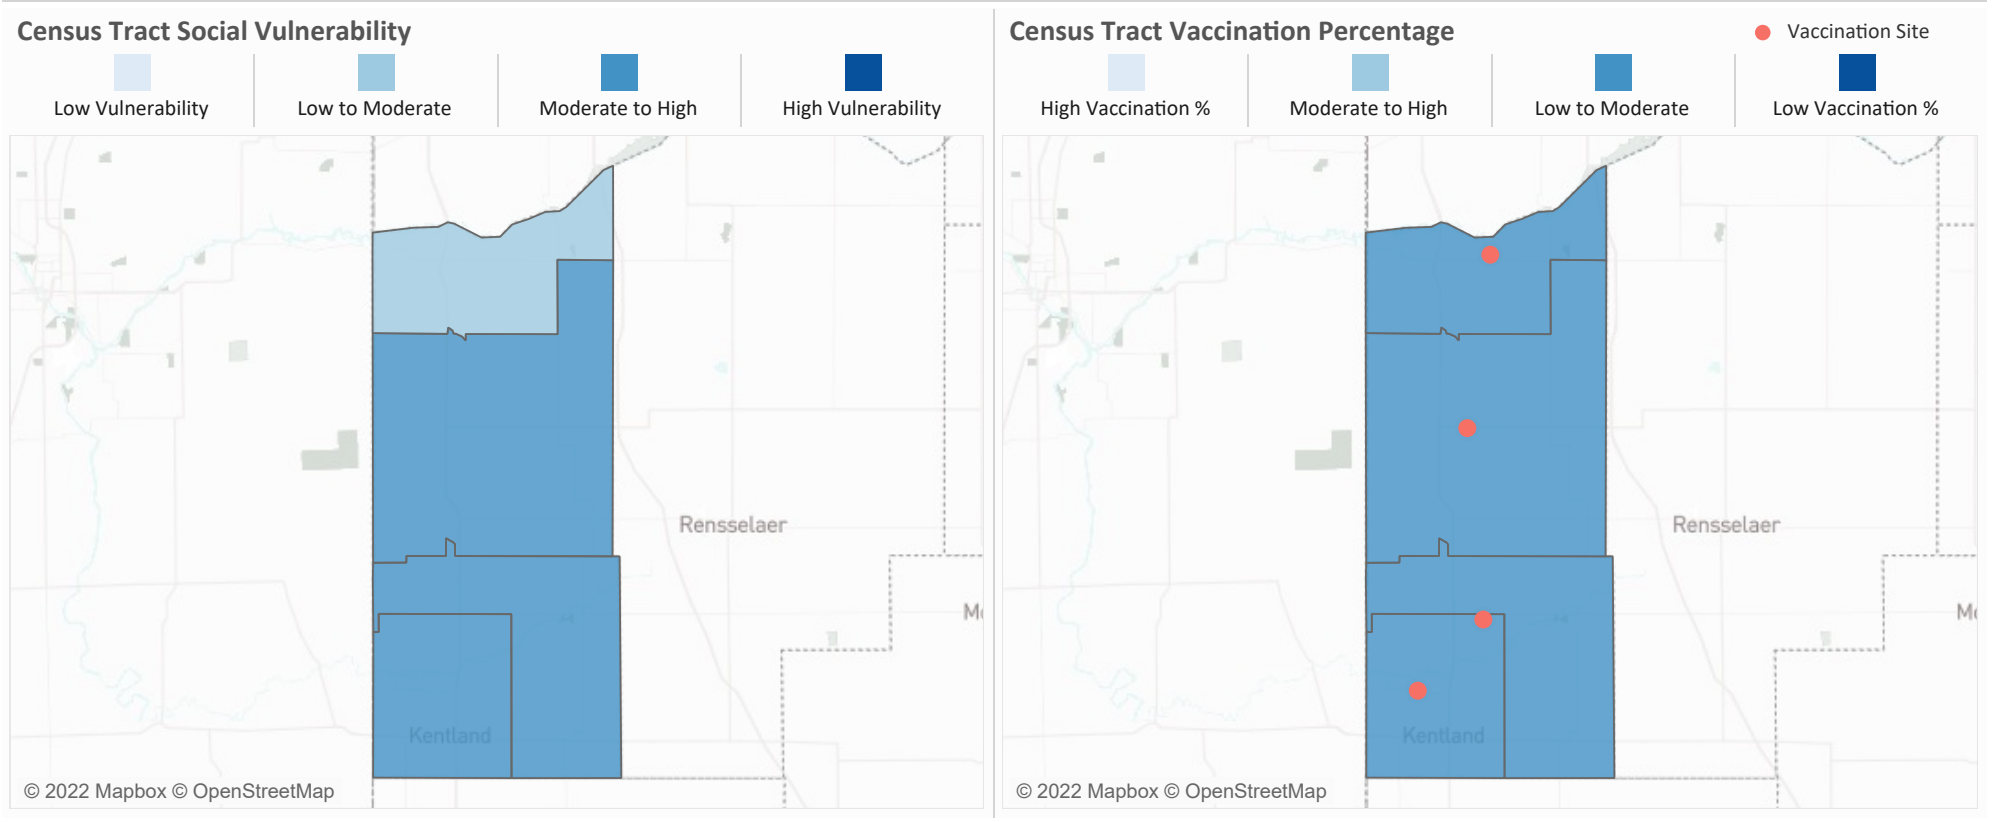 Census Tract Social Vulnerability
Low Vulnerability
Low to Moderate
Moderate to High
High Vulnerability
Rensselaer
Kentland
© 2022 Mapbox © OpenStreetMap
Census Tract Vaccination Percentage
Vaccination Site
High Vaccination %
Moderate to High
Low to Moderate
Low Vaccination %
Rensselaer
Kentland
© 2022 Mapbox © OpenStreetMap